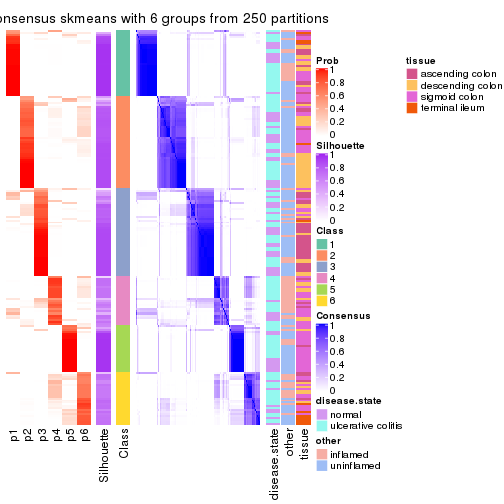 onsensus skmeans with 6 groups from 250 partitions
Prob
1
0.8
0.6
0.4
0.2
0
Silhouette
1
0.8
0.6
0.4
0.2
0
Class
1
2
3
4
5
6
Consensus
1
0.8
0.6
0.4
0.2
0
disease.state
normal
ulcerative colitis
other
inflamed
uninflamed
tissue
ascending colon
descending colon
sigmoid colon
terminal ileum
p1
p2
p3
p4
p5
p6
Silhouette
Class
disease.state
other
tissue